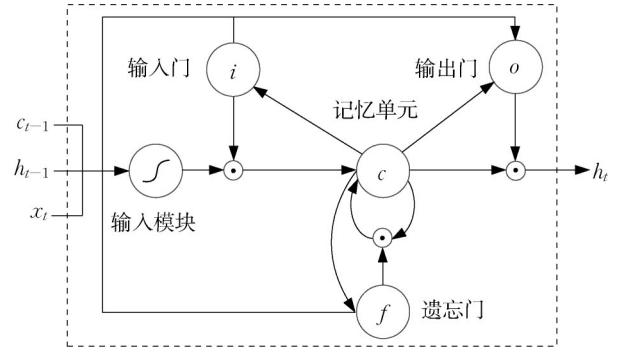 输入门
i
输出门
o
记忆单元
c_{t-1}
h_{t-1}
x_t
输入模块
c
h_t
f
遗忘门